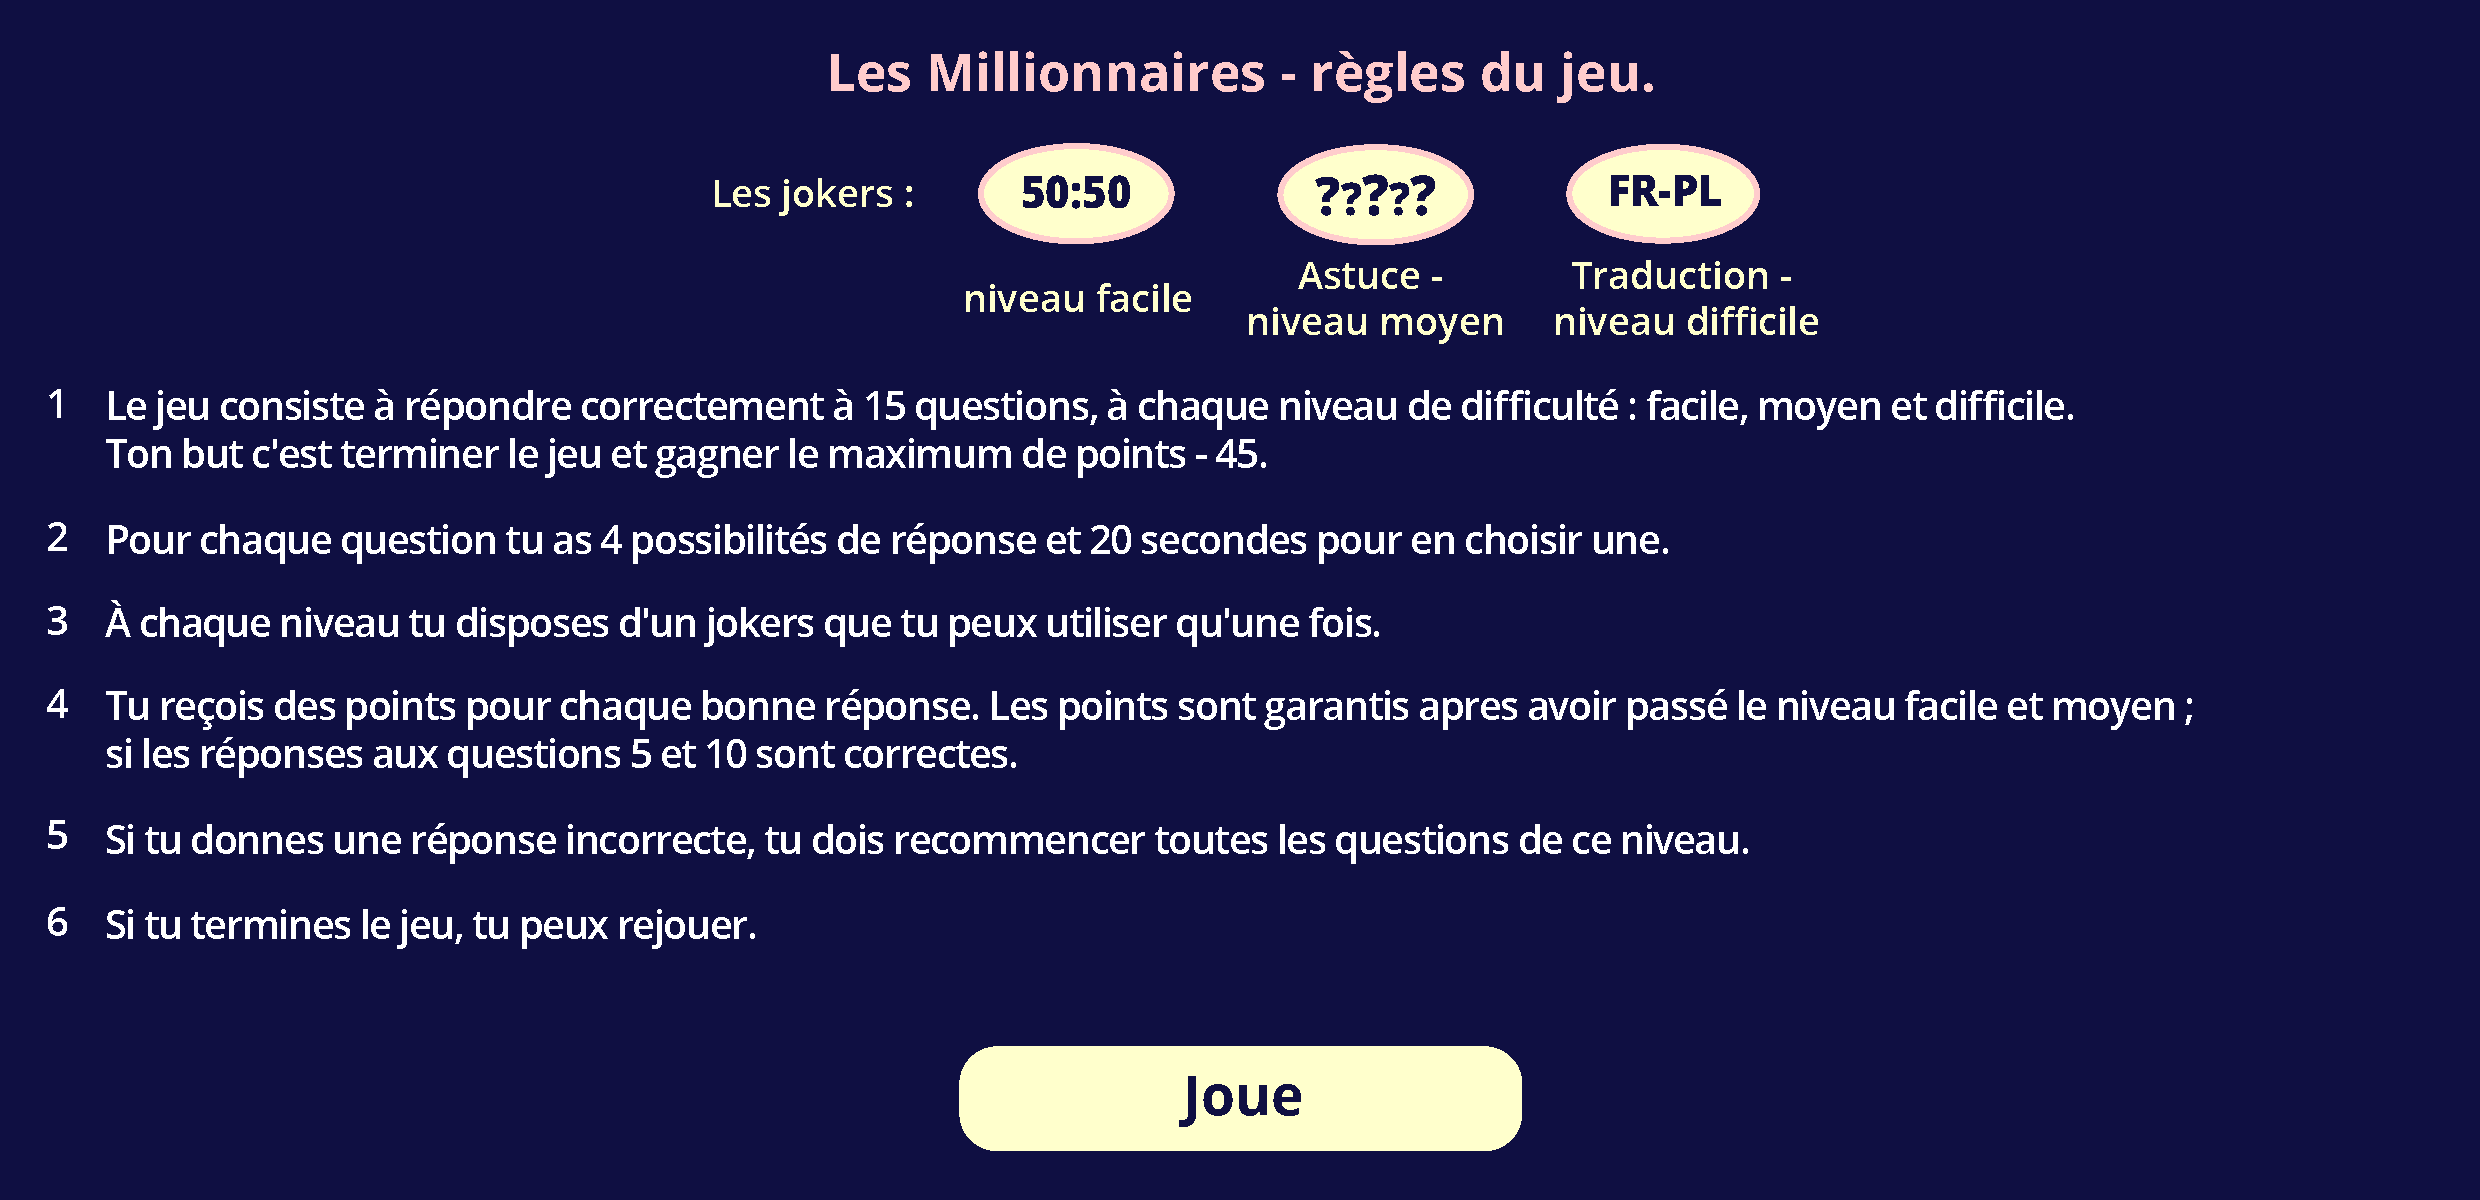 Les Millionnaires - règles du jeu.
Les jokers :
50:50
?????
FR-PL
niveau facile
Astuce -
niveau moyen
Traduction -
niveau difficile
1 Le jeu consiste à répondre correctement à 15 questions, à chaque niveau de difficulté : facile, moyen et difficile.
Ton but c'est terminer le jeu et gagner le maximum de points - 45.
2 Pour chaque question tu as 4 possibilités de réponse et 20 secondes pour en choisir une.
3 À chaque niveau tu disposes d'un jokers que tu peux utiliser qu'une fois.
4 Tu reçois des points pour chaque bonne réponse. Les points sont garantis apres avoir passé le niveau facile et moyen ;
si les réponses aux questions 5 et 10 sont correctes.
5 Si tu donnes une réponse incorrecte, tu dois recommencer toutes les questions de ce niveau.
6 Si tu termines le jeu, tu peux rejouer.
Joue